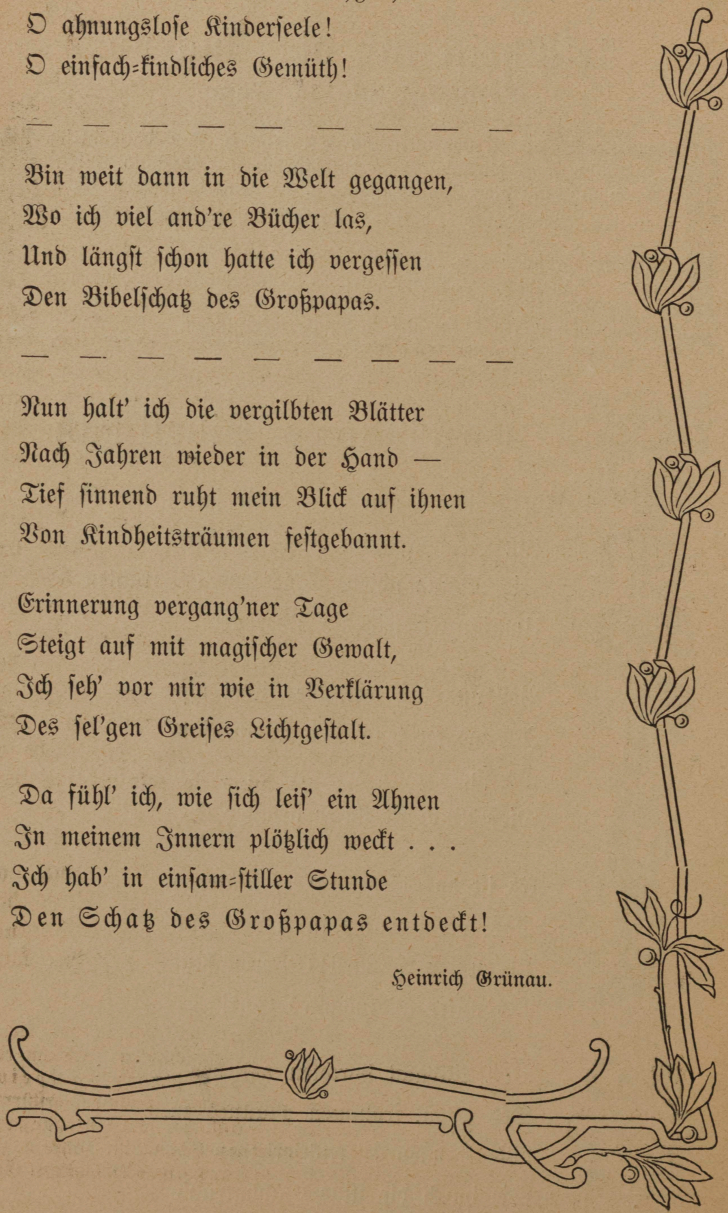 O ahnungslose Kinderseele!
O einfach-kindliches Gemüth!
— — — — — — — — —
Bin weit dann in die Welt gegangen,
Wo ich viel and're Bücher las,
Und längst schon hatte ich vergessen
Den Bibelschatz des Großpapas.
— — — — — — — — —
Nun halt' ich die vergilbten Blätter
Nach Jahren wieder in der Hand —
Tief sinnend ruht mein Blick auf ihnen
Von Kindheitsträumen festgebannt.
Erinnerung vergang'ner Tage
Steigt auf mit magischer Gewalt,
Ich seh' vor mir wie in Verklärung
Des sel'gen Greises Lichtgestalt.
Da fühl' ich, wie sich leis' ein Ahnen
In meinem Innern plötzlich weckt . . .
Ich hab' in einsam-stiller Stunde
Den Schatz des Großpapas entdeckt!
Heinrich Grünau.